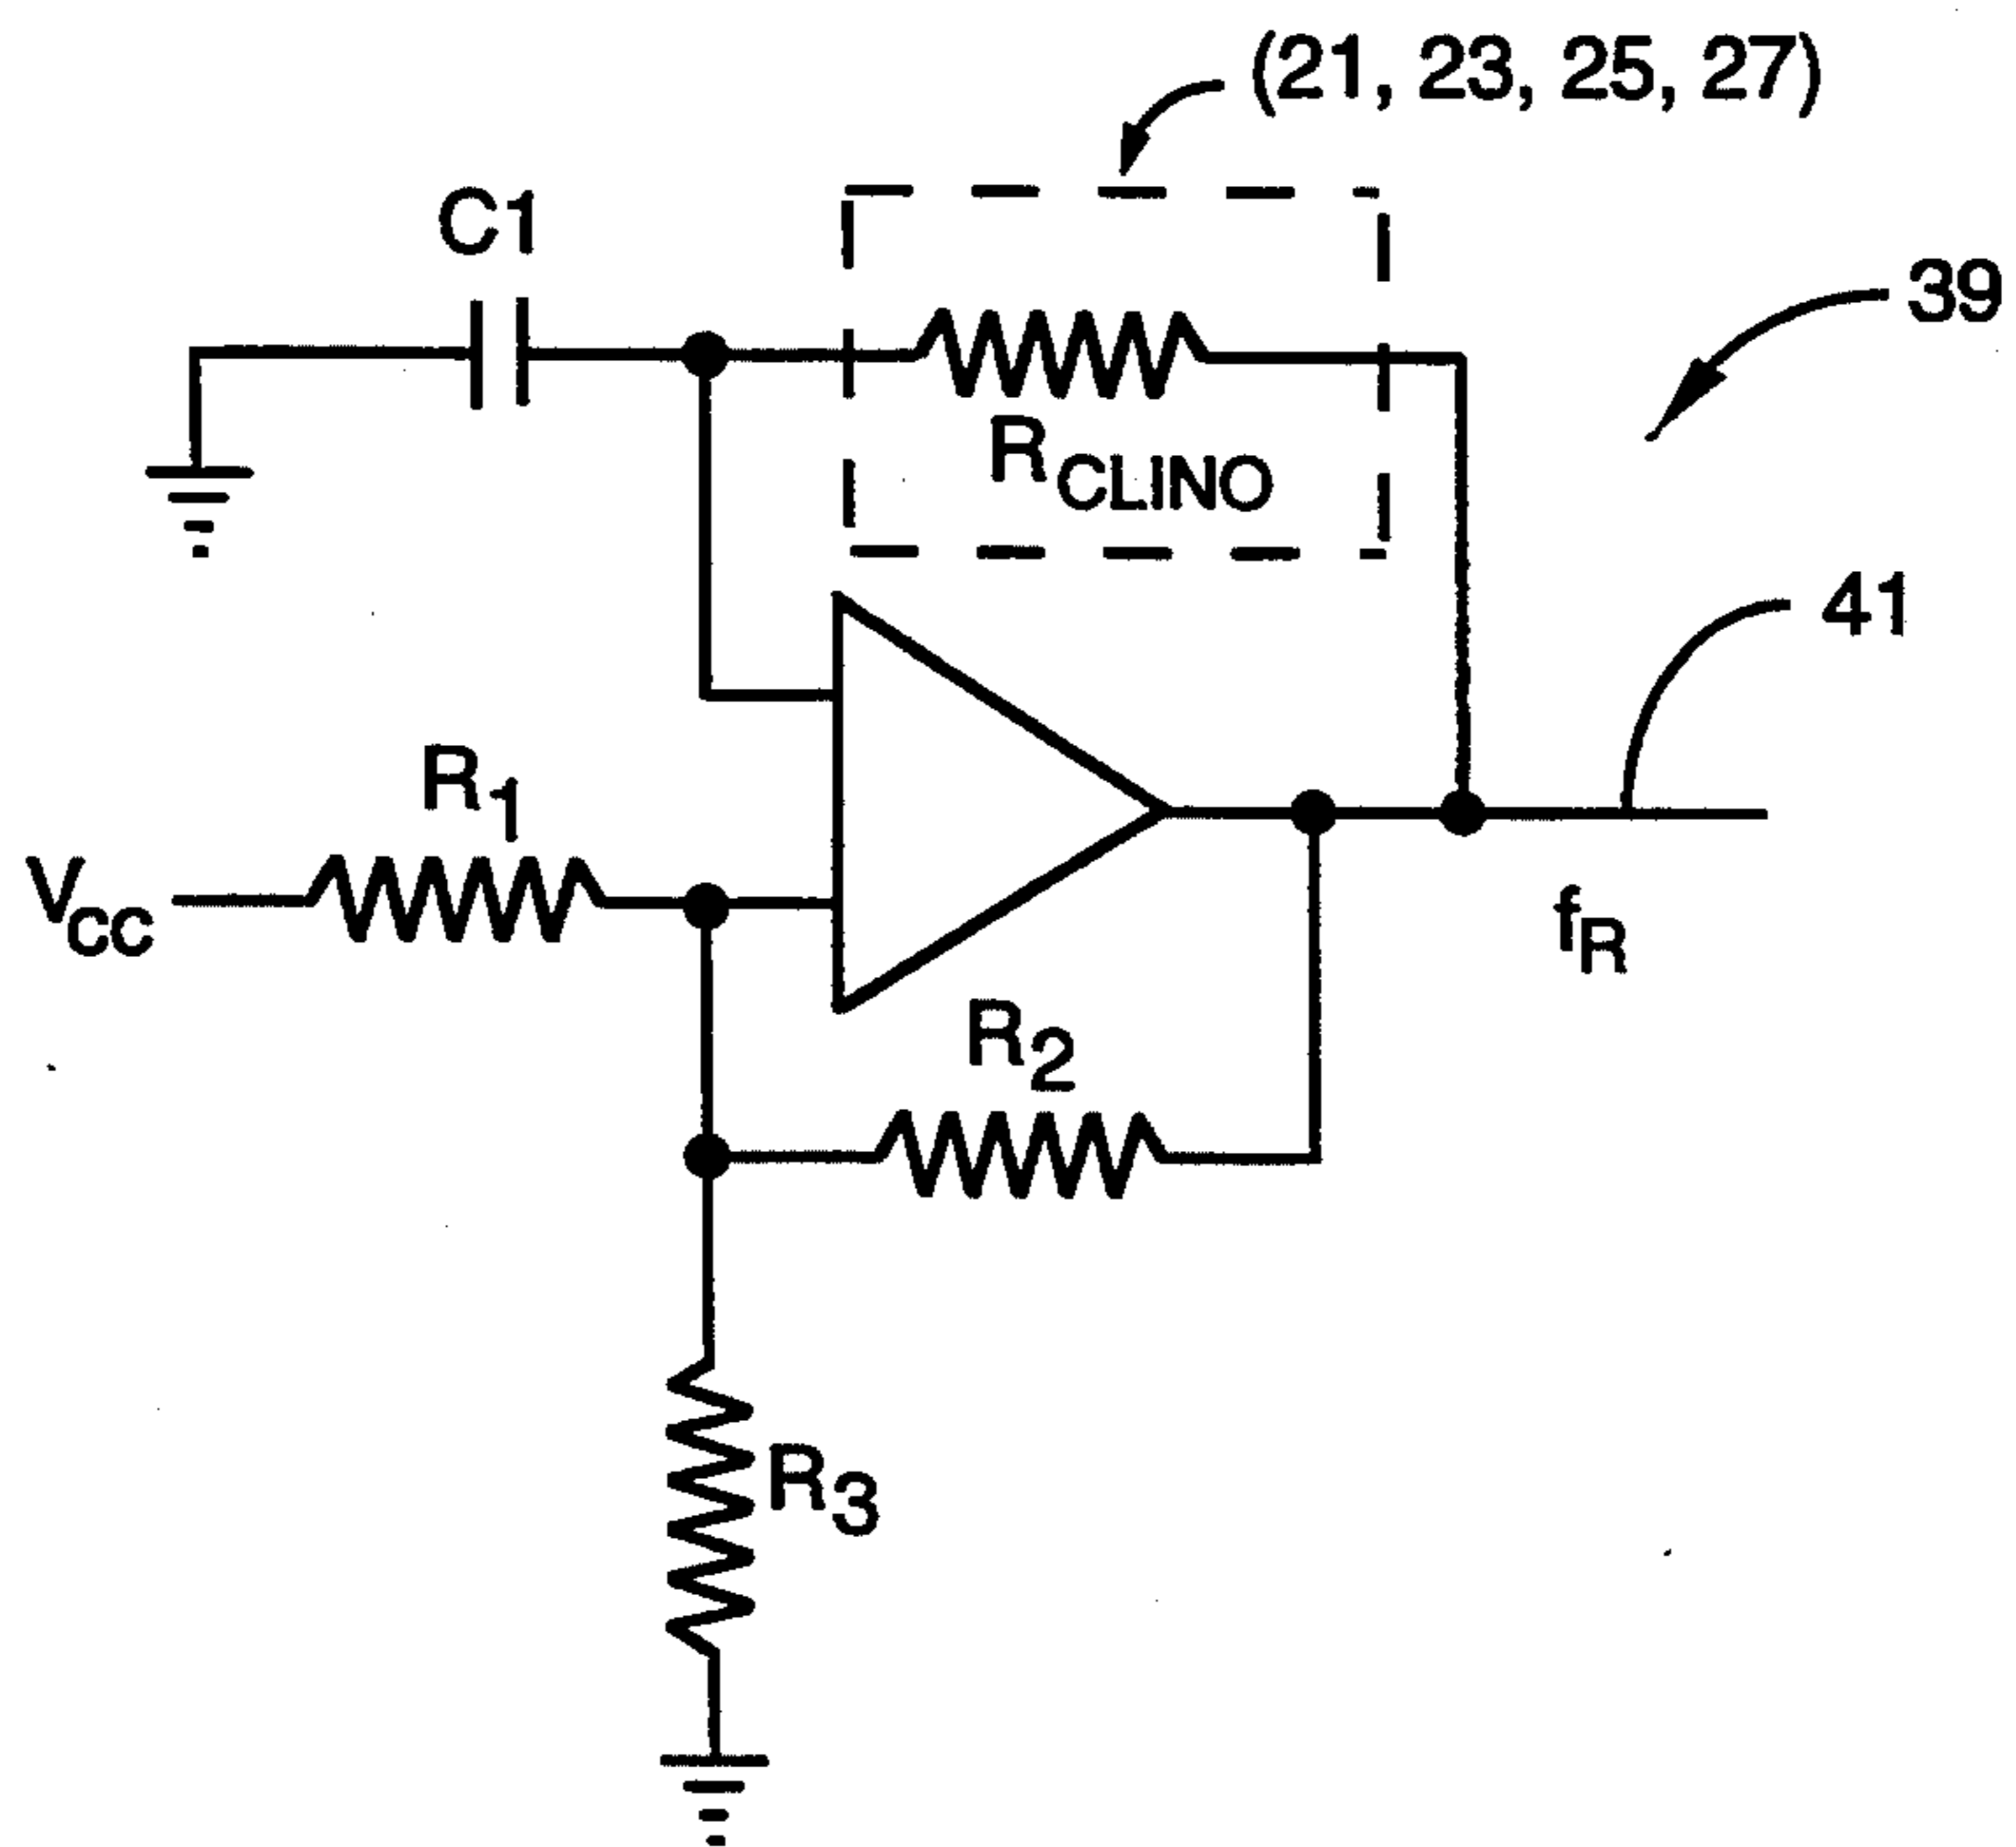 (21, 23, 25, 27)
C1
39
RCLINO
41
R1
VCC
fR
R2
R3